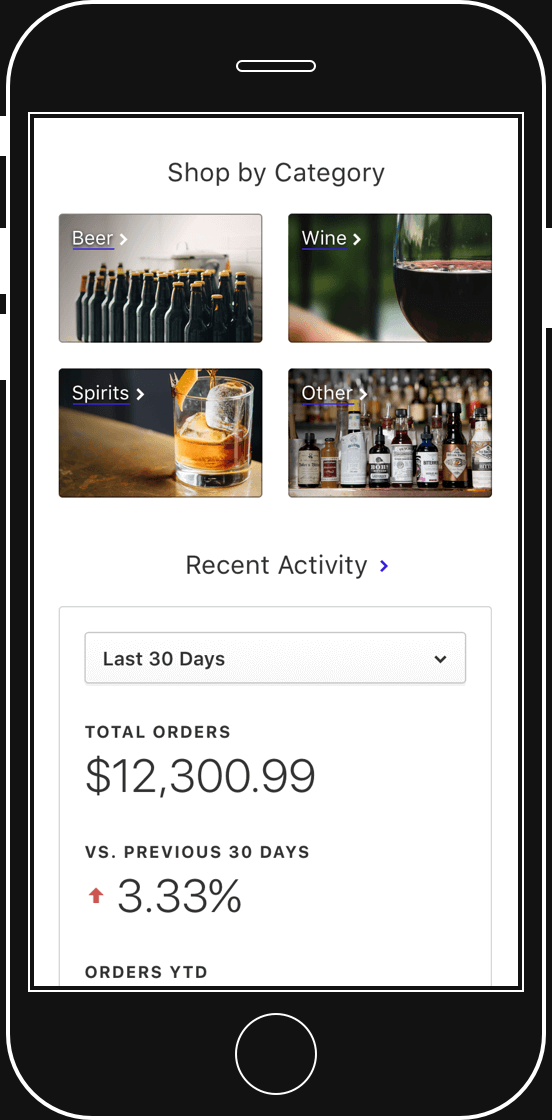 Shop by Category
Beer
Wine
Spirits
Other
Recent Activity
Last 30 Days
TOTAL ORDERS
$12,300.99
VS. PREVIOUS 30 DAYS
3.33%
ORDERS YTD